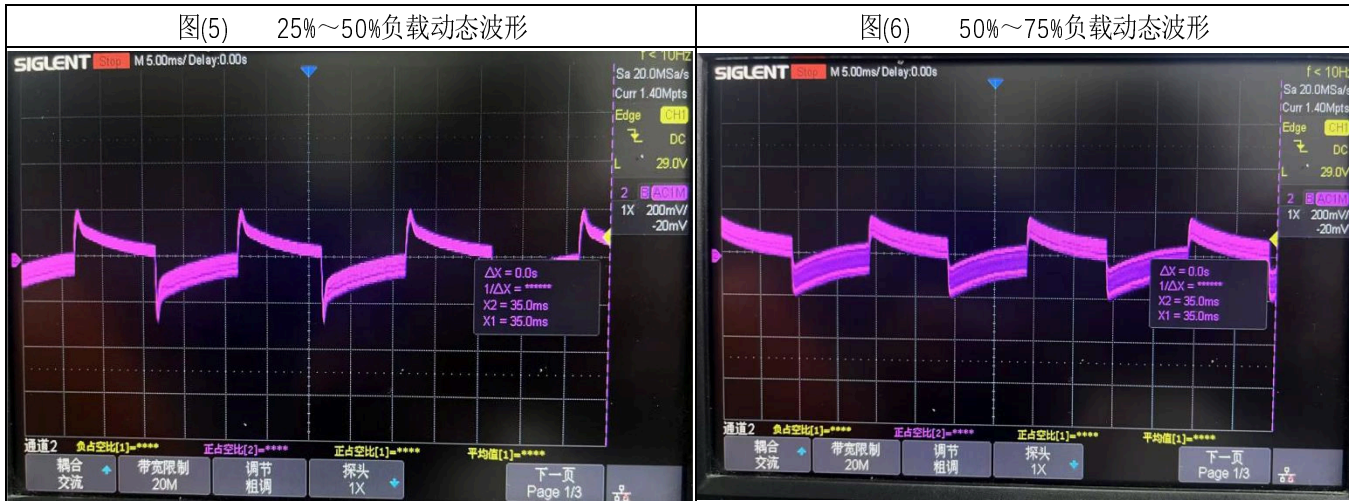 图(5) 25%～50%负载动态波形
图(6) 50%～75%负载动态波形
SIGLENT Stop M 5.00ms/ Delay:0.00s
f < 10Hz
Sa 20.0MSa/s
Curr 1.40Mpts
Edge CH1
DC
L 29.0V
2 B AC1M
1X 200mV/
-20mV
ΔX = 0.0s
1/ΔX = ******
X2 = 35.0ms
X1 = 35.0ms
通道2 负占空比[1]=**** 正占空比[2]=**** 正占空比[1]=**** 平均值[1]=****
耦合 带宽限制 调节 探头 下一页
交流 20M 粗调 1X Page 1/3
SIGLENT Stop M 5.00ms/ Delay:0.00s
f < 10Hz
Sa 20.0MSa/s
Curr 1.40Mpts
Edge CH1
DC
L 29.0V
2 B AC1M
1X 200mV/
-20mV
ΔX = 0.0s
1/ΔX = ******
X2 = 35.0ms
X1 = 35.0ms
通道2 负占空比[1]=**** 正占空比[2]=**** 正占空比[1]=**** 平均值[1]=****
耦合 带宽限制 调节 探头 下一页
交流 20M 粗调 1X Page 1/3